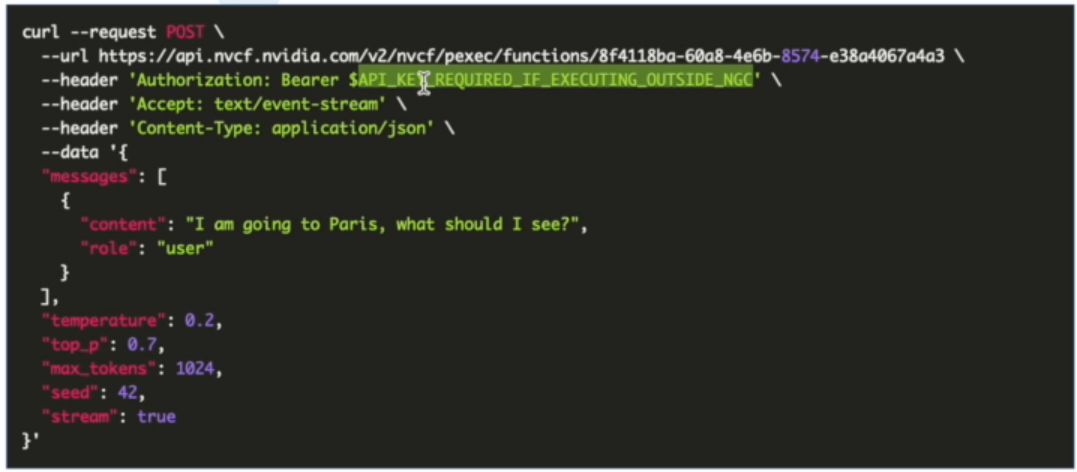 curl --request POST \
--url https://api.nvcf.nvidia.com/v2/nvcf/pexec/functions/8f4118ba-60a8-4e6b-8574-e38a4067a4a3 \
--header 'Authorization: Bearer $API_KEY_REQUIRED_IF_EXECUTING_OUTSIDE_NGC' \
--header 'Accept: text/event-stream' \
--header 'Content-Type: application/json' \
--data '{
"messages": [
{
"content": "I am going to Paris, what should I see?",
"role": "user"
}
],
"temperature": 0.2,
"top_p": 0.7,
"max_tokens": 1024,
"seed": 42,
"stream": true
}'